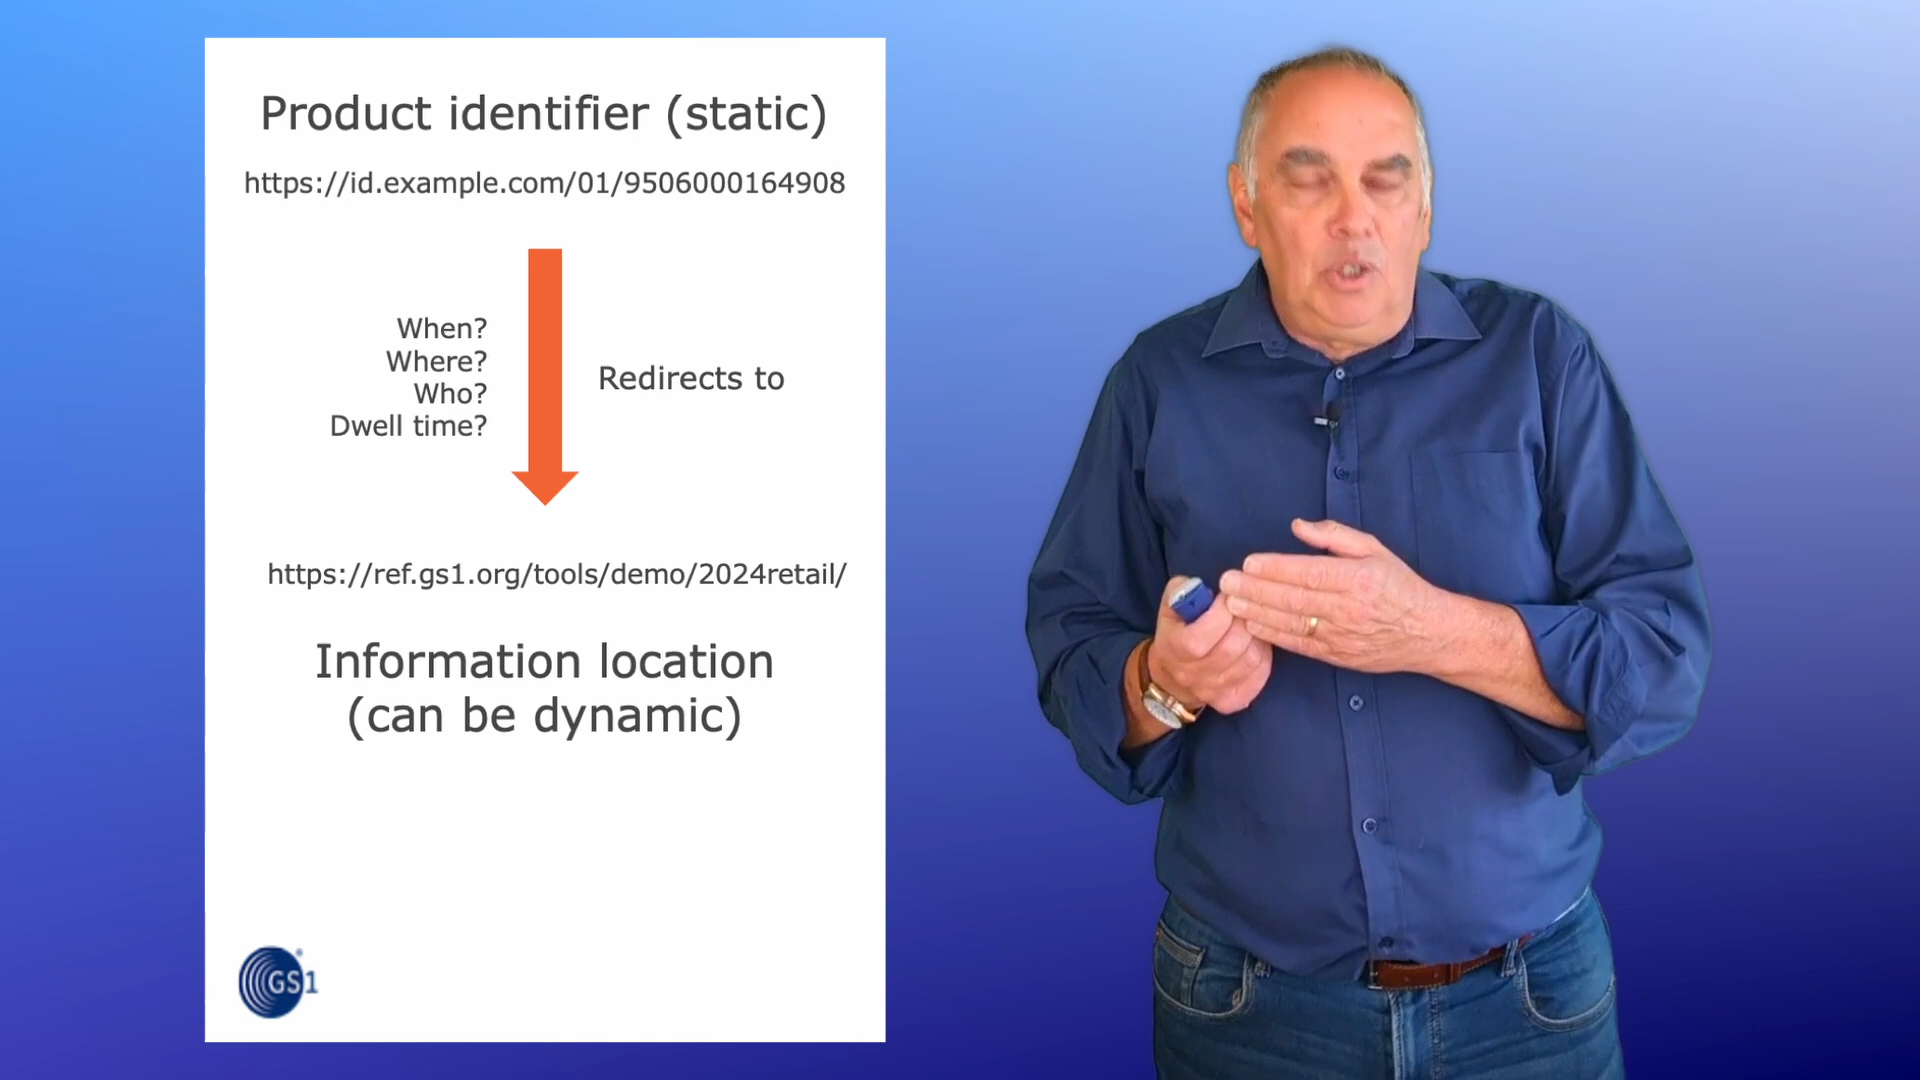 Product identifier (static)
https://id.example.com/01/9506000164908
When?
Where?
Who?
Dwell time?
Redirects to
https://ref.gs1.org/tools/demo/2024retail/
Information location
(can be dynamic)
GS1